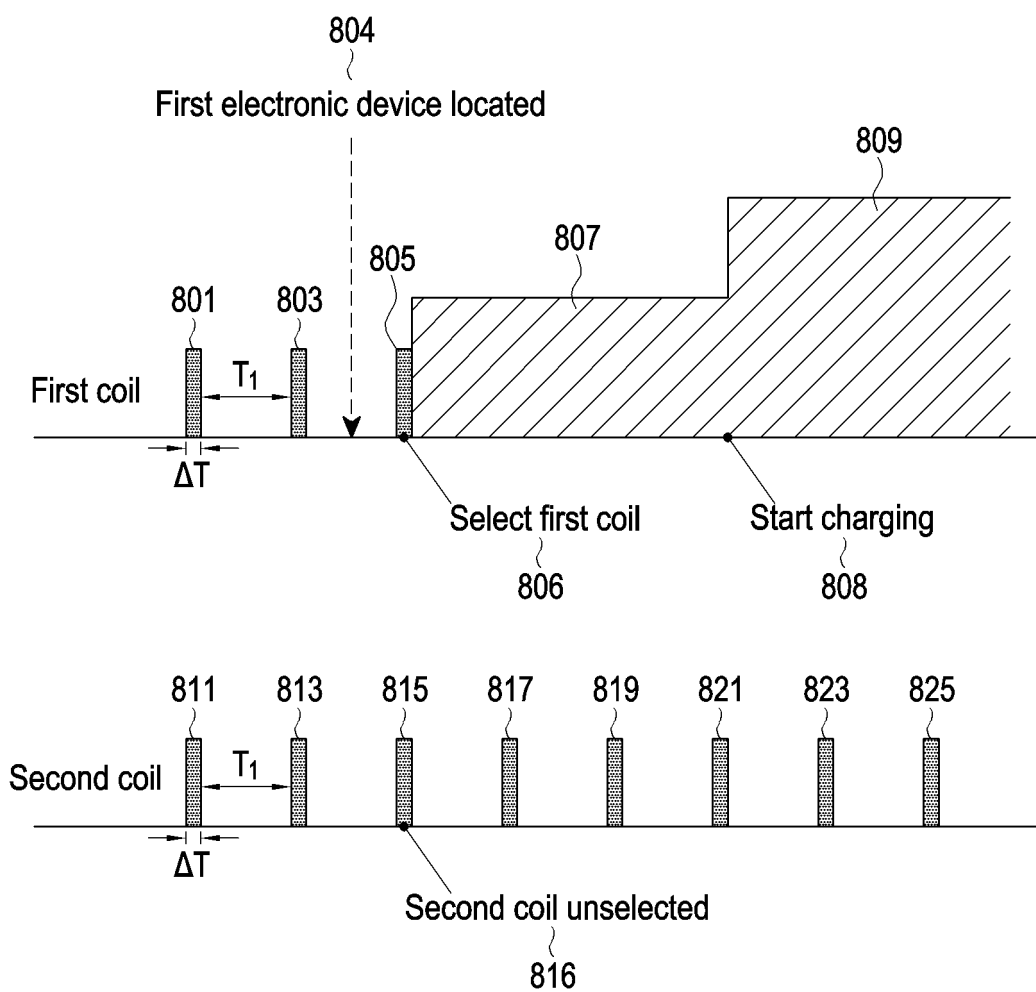 804
First electronic device located
809
807
805
801
803
T1
First coil
ΔT
Select first coil
806
Start charging
808
811
813
815
817
819
821
823
825
T1
Second coil
ΔT
Second coil unselected
816